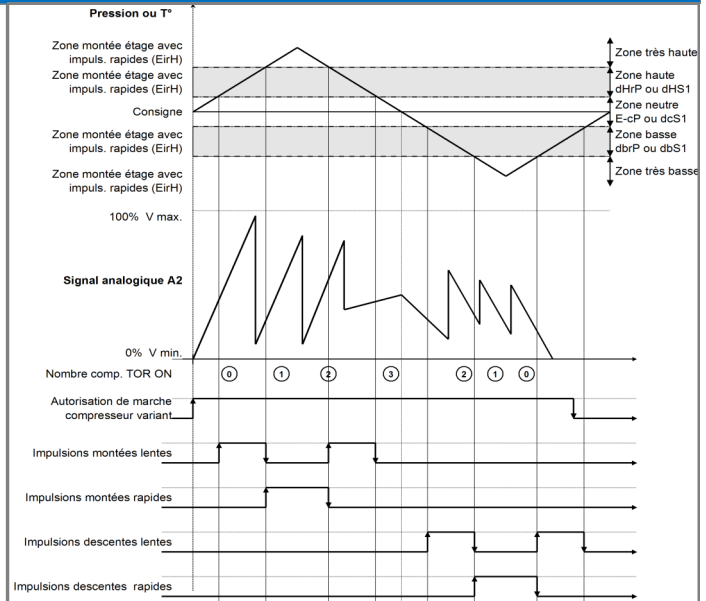 Pression ou T°
Zone montée étage avec
impuls. rapides (EirH)
Zone montée étage avec
impuls. rapides (EirH)
Consigne
Zone montée étage avec
impuls. rapides (EirH)
Zone montée étage avec
impuls. rapides (EirH)
Zone très haute
Zone haute
dHrP ou dHS1
Zone neutre
E-cP ou dcS1
Zone basse
dbrP ou dbS1
Zone très basse
100% V max.
Signal analogique A2
0% V min.
Nombre comp. TOR ON
0 1 2 3 2 1 0
Autorisation de marche
compresseur variant
Impulsions montées lentes
Impulsions montées rapides
Impulsions descentes lentes
Impulsions descentes rapides